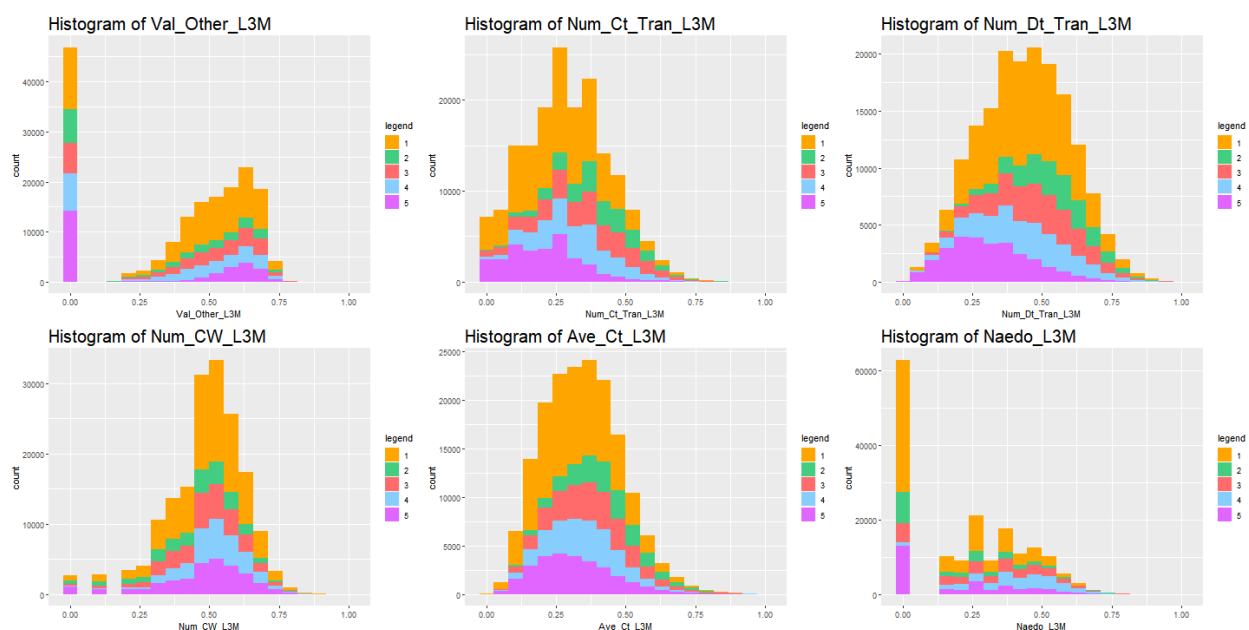 Histogram of Val_Other_L3M
count
40000
30000
20000
10000
0
0.00 0.25 0.50 0.75 1.00
Val_Other_L3M
legend
1
2
3
4
5
Histogram of Num_Ct_Tran_L3M
count
20000
10000
0
0.00 0.25 0.50 0.75 1.00
Num_Ct_Tran_L3M
legend
1
2
3
4
5
Histogram of Num_Dt_Tran_L3M
count
20000
15000
10000
5000
0
0.00 0.25 0.50 0.75 1.00
Num_Dt_Tran_L3M
legend
1
2
3
4
5
Histogram of Num_CW_L3M
count
30000
20000
10000
0
0.00 0.25 0.50 0.75 1.00
Num_CW_L3M
legend
1
2
3
4
5
Histogram of Ave_Ct_L3M
count
25000
20000
15000
10000
5000
0
0.00 0.25 0.50 0.75 1.00
Ave_Ct_L3M
legend
1
2
3
4
5
Histogram of Naedo_L3M
count
60000
40000
20000
0
0.00 0.25 0.50 0.75 1.00
Naedo_L3M
legend
1
2
3
4
5